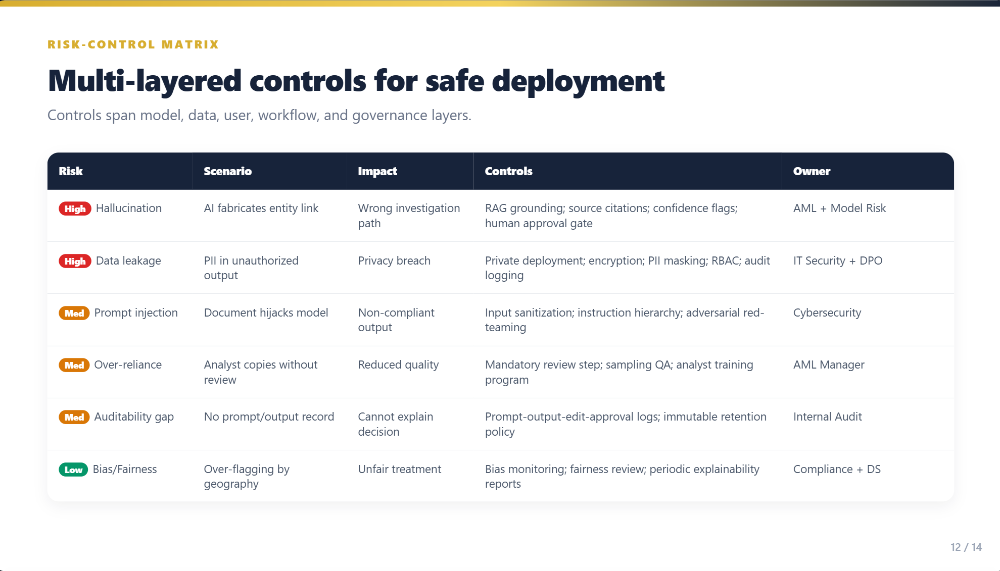 RISK-CONTROL MATRIX
Multi-layered controls for safe deployment
Controls span model, data, user, workflow, and governance layers.
Risk Scenario Impact Controls Owner
High Hallucination AI fabricates entity link Wrong investigation RAG grounding; source citations; confidence flags; AML + Model Risk
path human approval gate
High Data leakage PII in unauthorized Privacy breach Private deployment; encryption; PII masking; RBAC; audit IT Security + DPO
output logging
Med Prompt injection Document hijacks model Non-compliant Input sanitization; instruction hierarchy; adversarial red- Cybersecurity
output teaming
Med Over-reliance Analyst copies without Reduced quality Mandatory review step; sampling QA; analyst training AML Manager
review program
Med Auditability gap No prompt/output record Cannot explain Prompt-output-edit-approval logs; immutable retention Internal Audit
decision policy
Low Bias/Fairness Over-flagging by Unfair treatment Bias monitoring; fairness review; periodic explainability Compliance + DS
geography reports
12 / 14